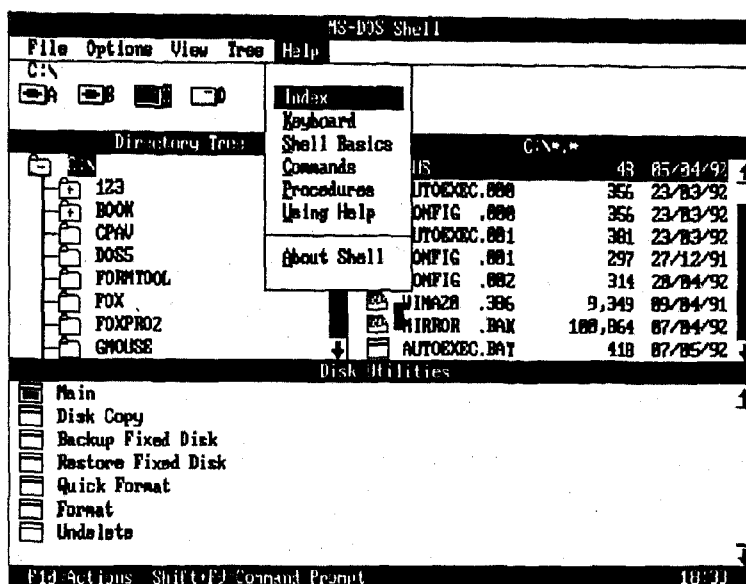 MS-DOS Shell
File Options View Tree Help
C:\
A B C D
Index
Keyboard
Shell Basics
Commands
Procedures
Using Help
About Shell
Directory Tree
C:\
123
BOOK
CPAV
DOS5
FORMTOOL
FOX
FOXPRO2
GMOUSE
C:\*.*
48 05/04/92
UTOEXEC.000 356 23/03/92
ONFIG .000 356 23/03/92
UTOEXEC.001 381 23/03/92
ONFIG .001 297 27/12/91
ONFIG .002 314 28/04/92
WINA20 .386 9,349 09/04/91
MIRROR .BAK 100,864 07/04/92
AUTOEXEC.BAT 418 07/05/92
Disk Utilities
Main
Disk Copy
Backup Fixed Disk
Restore Fixed Disk
Quick Format
Format
Undelete
F10=Actions Shift+F9=Command Prompt